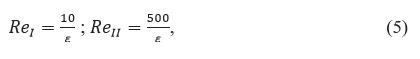 Re_I = 10/ε ; Re_II = 500/ε, (5)